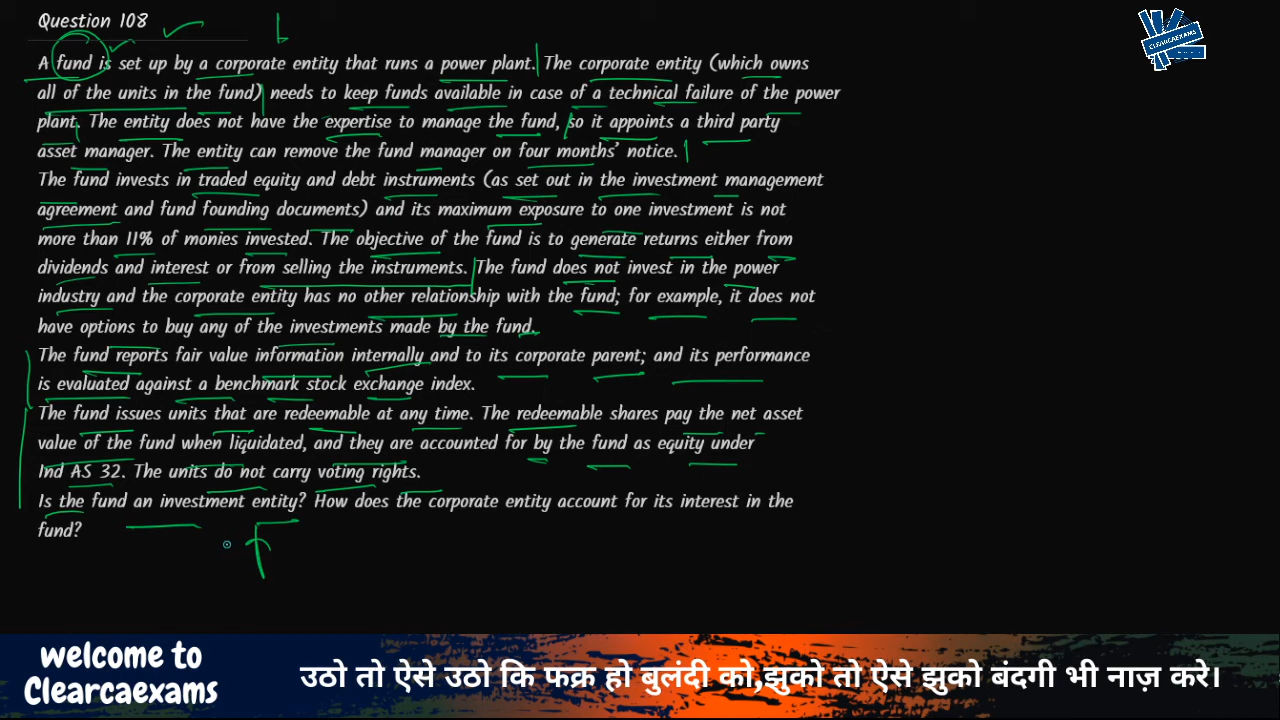 Question 108
CLEARCAEXAMS
A fund is set up by a corporate entity that runs a power plant. The corporate entity (which owns
all of the units in the fund) needs to keep funds available in case of a technical failure of the power
plant. The entity does not have the expertise to manage the fund, so it appoints a third party
asset manager. The entity can remove the fund manager on four months' notice.
The fund invests in traded equity and debt instruments (as set out in the investment management
agreement and fund founding documents) and its maximum exposure to one investment is not
more than 11% of monies invested. The objective of the fund is to generate returns either from
dividends and interest or from selling the instruments. The fund does not invest in the power
industry and the corporate entity has no other relationship with the fund; for example, it does not
have options to buy any of the investments made by the fund.
The fund reports fair value information internally and to its corporate parent; and its performance
is evaluated against a benchmark stock exchange index.
The fund issues units that are redeemable at any time. The redeemable shares pay the net asset
value of the fund when liquidated, and they are accounted for by the fund as equity under
Ind AS 32. The units do not carry voting rights.
Is the fund an investment entity? How does the corporate entity account for its interest in the
fund?
welcome to
Clearcaexams
उठो तो ऐसे उठो कि फक्र हो बुलंदी को,झुको तो ऐसे झुको बंदगी भी नाज़ करे।